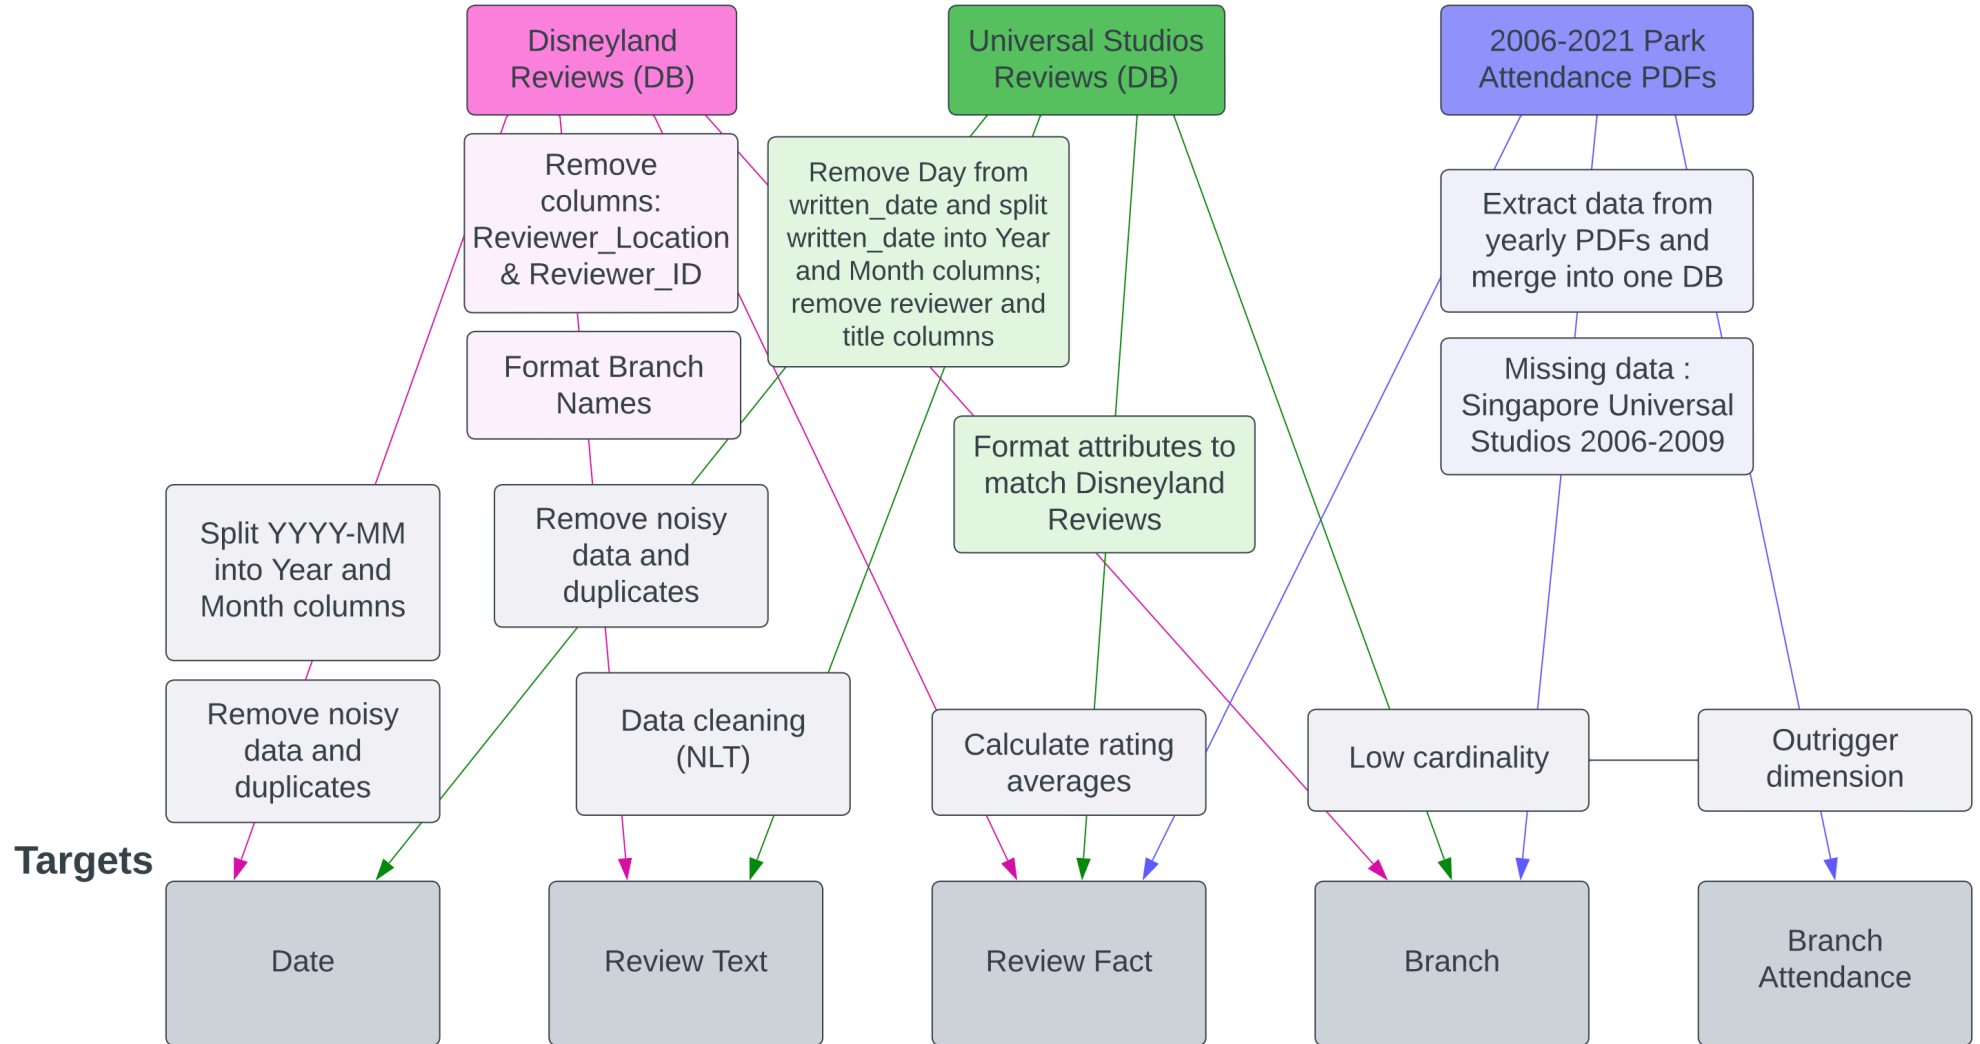 Disneyland
Reviews (DB)
Universal Studios
Reviews (DB)
2006-2021 Park
Attendance PDFs
Remove
columns:
Reviewer_Location
& Reviewer_ID
Remove Day from
written_date and split
written_date into Year
and Month columns;
remove reviewer and
title columns
Extract data from
yearly PDFs and
merge into one DB
Format Branch
Names
Missing data :
Singapore Universal
Studios 2006-2009
Format attributes to
match Disneyland
Reviews
Split YYYY-MM
into Year and
Month columns
Remove noisy
data and
duplicates
Remove noisy
data and
duplicates
Data cleaning
(NLT)
Calculate rating
averages
Low cardinality
Outrigger
dimension
Targets
Date
Review Text
Review Fact
Branch
Branch
Attendance